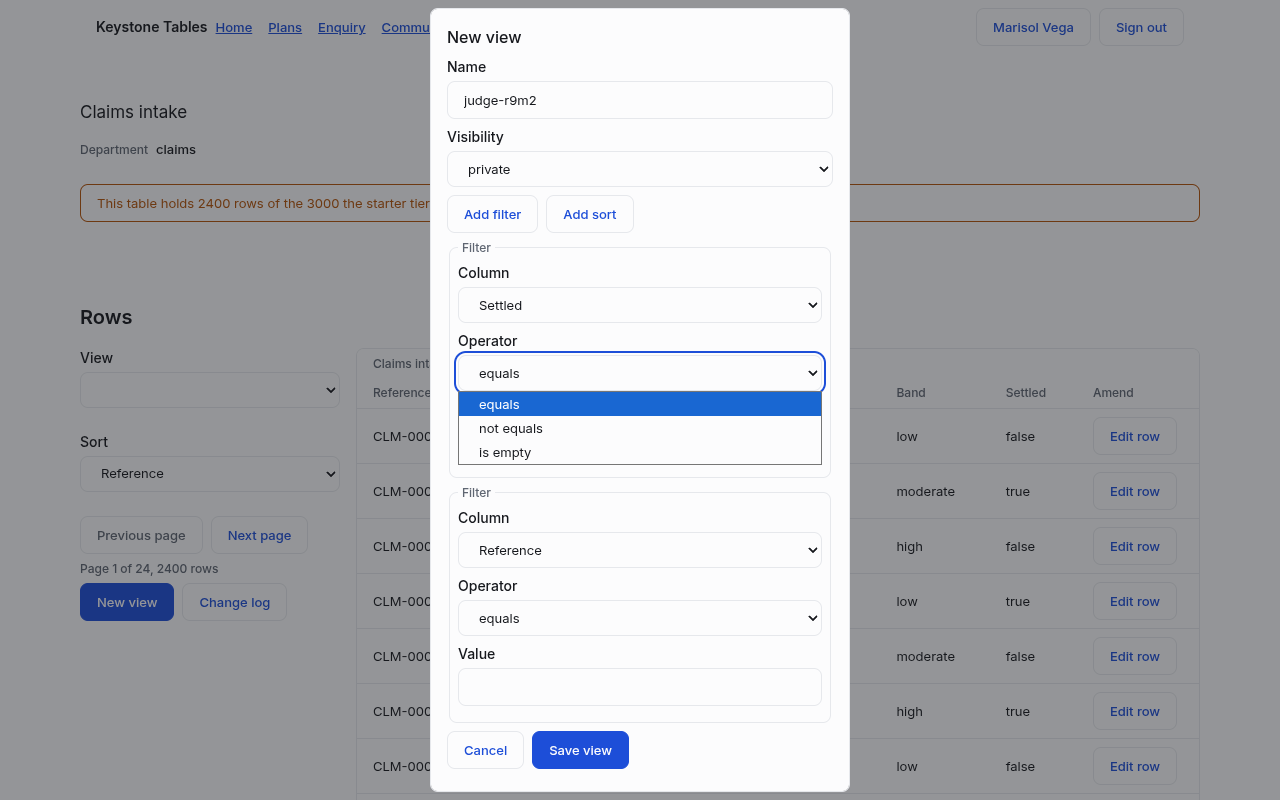 Keystone Tables Home Plans Enquiry Commu
Marisol Vega Sign out
Claims intake
Department claims
This table holds 2400 rows of the 3000 the starter tier
Rows
View
Sort
Reference
Previous page Next page
Page 1 of 24, 2400 rows
New view Change log
Claims int
Reference Band Settled Amend
CLM-000 low false Edit row
CLM-000 moderate true Edit row
CLM-000 high false Edit row
CLM-000 low true Edit row
CLM-000 moderate false Edit row
CLM-000 high true Edit row
CLM-000 low false Edit row
New view
Name
judge-r9m2
Visibility
private
Add filter Add sort
Filter
Column
Settled
Operator
equals
equals
not equals
is empty
Filter
Column
Reference
Operator
equals
Value
Cancel Save view